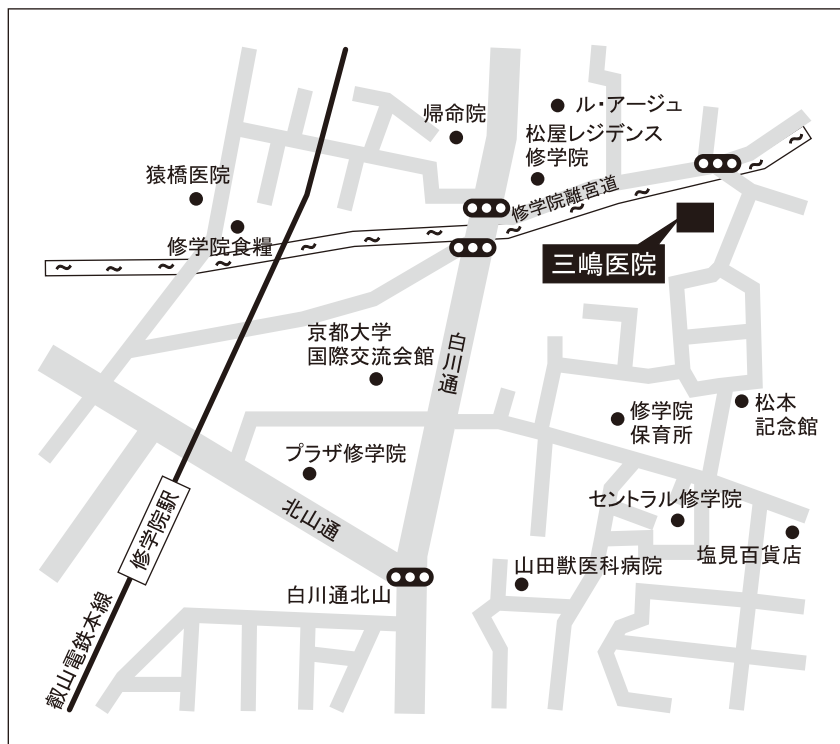 ル・アージュ
帰命院
松屋レジデンス
修学院
猿橋医院
修学院離宮道
修学院食糧
三嶋医院
京都大学
国際交流会館
白川通
修学院
保育所
松本
記念館
プラザ修学院
セントラル修学院
北山通
修学院駅
塩見百貨店
山田獣医科病院
白川通北山
叡山電鉄本線